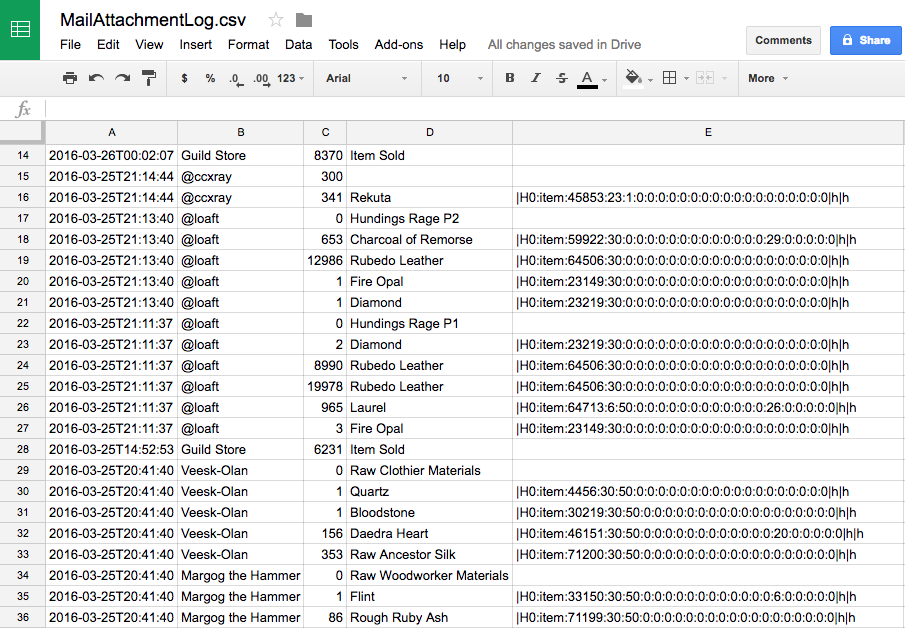 MailAttachmentLog.csv
File Edit View Insert Format Data Tools Add-ons Help All changes saved in Drive
Comments Share
$ % .0 .00 123 Arial 10 B I S A More
fx
A B C D E
14 2016-03-26T00:02:07 Guild Store 8370 Item Sold
15 2016-03-25T21:14:44 @ccxray 300
16 2016-03-25T21:14:44 @ccxray 341 Rekuta |H0:item:45853:23:1:0:0:0:0:0:0:0:0:0:0:0:0:0:0:0:0:0:0|h|h
17 2016-03-25T21:13:40 @loaft 0 Hundings Rage P2
18 2016-03-25T21:13:40 @loaft 653 Charcoal of Remorse |H0:item:59922:30:0:0:0:0:0:0:0:0:0:0:0:0:0:29:0:0:0:0:0|h|h
19 2016-03-25T21:13:40 @loaft 12986 Rubedo Leather |H0:item:64506:30:0:0:0:0:0:0:0:0:0:0:0:0:0:0:0:0:0:0:0|h|h
20 2016-03-25T21:13:40 @loaft 1 Fire Opal |H0:item:23149:30:0:0:0:0:0:0:0:0:0:0:0:0:0:0:0:0:0:0:0|h|h
21 2016-03-25T21:13:40 @loaft 1 Diamond |H0:item:23219:30:0:0:0:0:0:0:0:0:0:0:0:0:0:0:0:0:0:0:0|h|h
22 2016-03-25T21:11:37 @loaft 0 Hundings Rage P1
23 2016-03-25T21:11:37 @loaft 2 Diamond |H0:item:23219:30:0:0:0:0:0:0:0:0:0:0:0:0:0:0:0:0:0:0:0|h|h
24 2016-03-25T21:11:37 @loaft 8990 Rubedo Leather |H0:item:64506:30:0:0:0:0:0:0:0:0:0:0:0:0:0:0:0:0:0:0:0|h|h
25 2016-03-25T21:11:37 @loaft 19978 Rubedo Leather |H0:item:64506:30:0:0:0:0:0:0:0:0:0:0:0:0:0:0:0:0:0:0:0|h|h
26 2016-03-25T21:11:37 @loaft 965 Laurel |H0:item:64713:6:50:0:0:0:0:0:0:0:0:0:0:0:0:26:0:0:0:0:0|h|h
27 2016-03-25T21:11:37 @loaft 3 Fire Opal |H0:item:23149:30:0:0:0:0:0:0:0:0:0:0:0:0:0:0:0:0:0:0:0|h|h
28 2016-03-25T14:52:53 Guild Store 6231 Item Sold
29 2016-03-25T20:41:40 Veesk-Olan 0 Raw Clothier Materials
30 2016-03-25T20:41:40 Veesk-Olan 1 Quartz |H0:item:4456:30:50:0:0:0:0:0:0:0:0:0:0:0:0:0:0:0:0:0:0|h|h
31 2016-03-25T20:41:40 Veesk-Olan 1 Bloodstone |H0:item:30219:30:50:0:0:0:0:0:0:0:0:0:0:0:0:0:0:0:0:0:0|h|h
32 2016-03-25T20:41:40 Veesk-Olan 156 Daedra Heart |H0:item:46151:30:50:0:0:0:0:0:0:0:0:0:0:0:0:20:0:0:0:0:0|h|h
33 2016-03-25T20:41:40 Veesk-Olan 353 Raw Ancestor Silk |H0:item:71200:30:50:0:0:0:0:0:0:0:0:0:0:0:0:0:0:0:0:0:0|h|h
34 2016-03-25T20:41:40 Margog the Hammer 0 Raw Woodworker Materials
35 2016-03-25T20:41:40 Margog the Hammer 1 Flint |H0:item:33150:30:50:0:0:0:0:0:0:0:0:0:0:0:0:6:0:0:0:0:0|h|h
36 2016-03-25T20:41:40 Margog the Hammer 86 Rough Ruby Ash |H0:item:71199:30:50:0:0:0:0:0:0:0:0:0:0:0:0:0:0:0:0:0:0|h|h